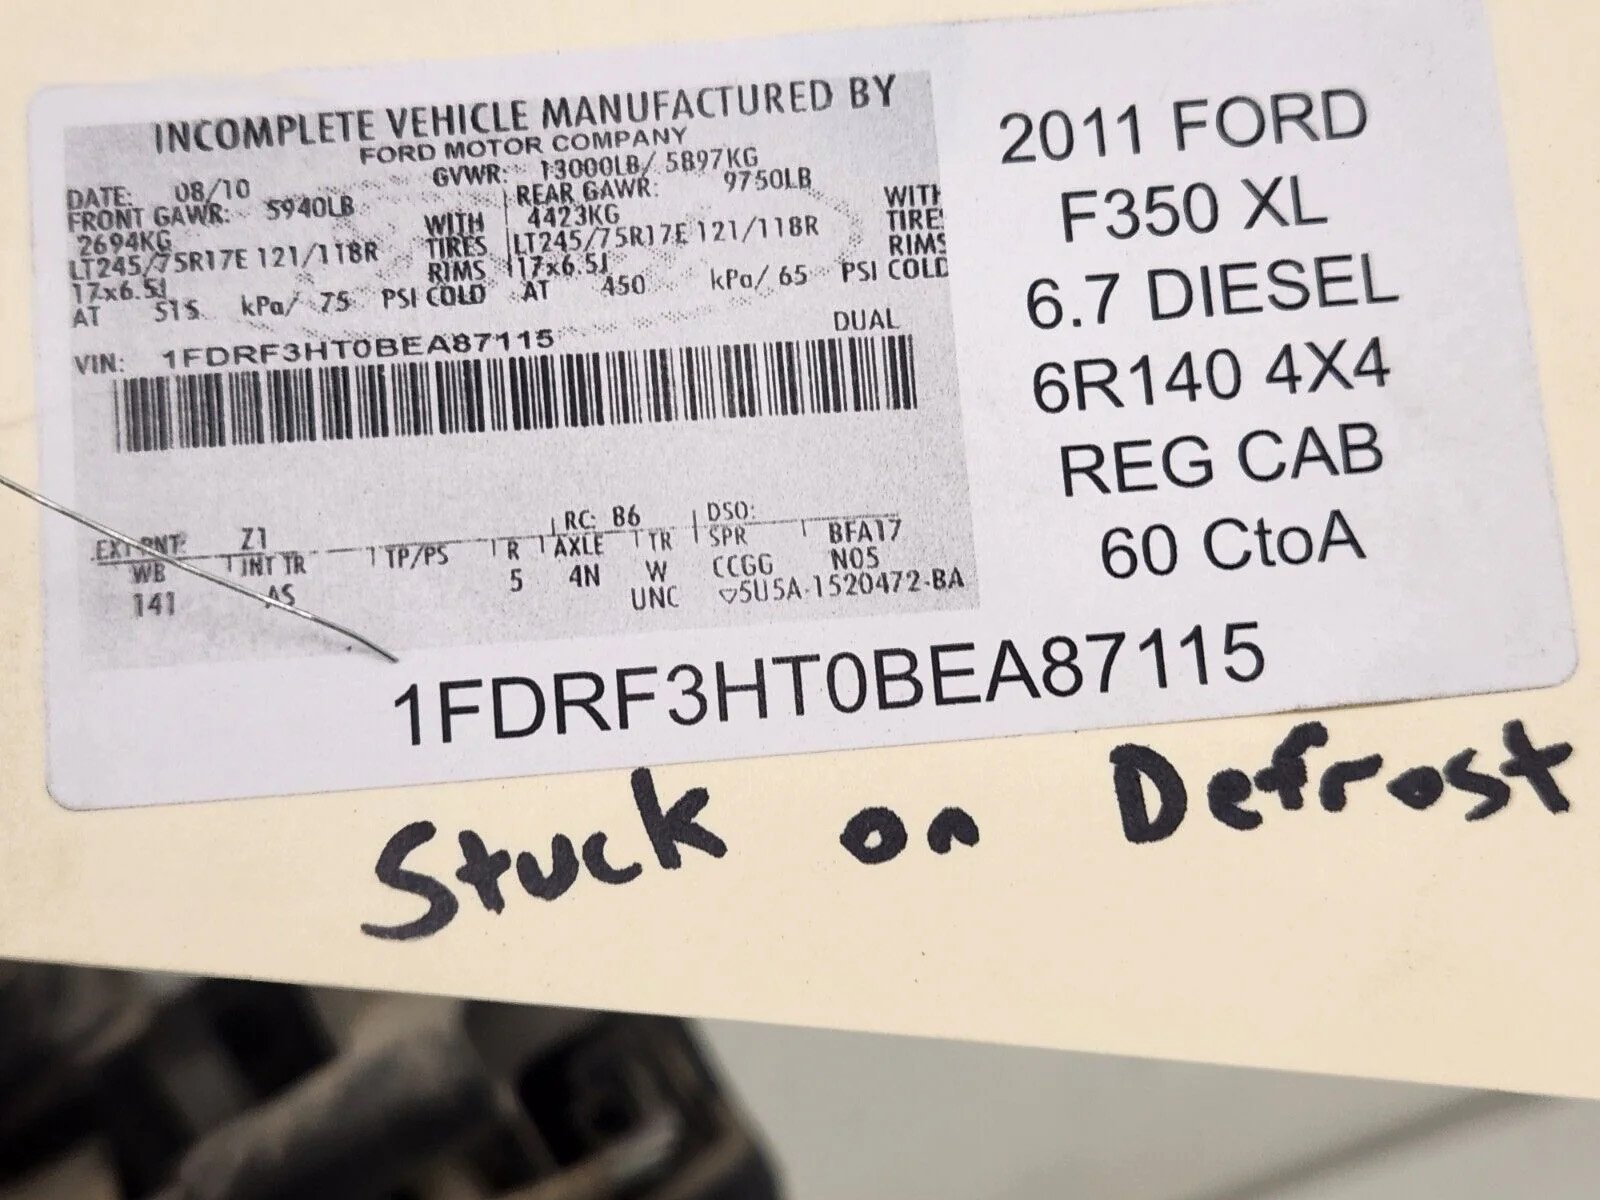 INCOMPLETE VEHICLE MANUFACTURED BY
FORD MOTOR COMPANY
DATE: 08/10 GVWR: 13000LB/ 5897KG
FRONT GAWR: 5940LB REAR GAWR: 9750LB
2694KG WITH 4423KG WITH
LT245/75R17E 121/118R TIRES LT245/75R17E 121/118R TIRES
17x6.5J RIMS 17x6.5J RIMS
AT 515 kPa/ 75 PSI COLD AT 450 kPa/ 65 PSI COLD
DUAL
VIN: 1FDRF3HT0BEA87115
EXT PNT: Z1 RC: 86 DSO:
WB INT TR TP/PS R AXLE TR SPR BFA17
141 AS 5 4N W CCGG N05
UNC ♡5U5A-1520472-BA
2011 FORD
F350 XL
6.7 DIESEL
6R140 4X4
REG CAB
60 CtoA
1FDRF3HT0BEA87115
Stuck on Defrost